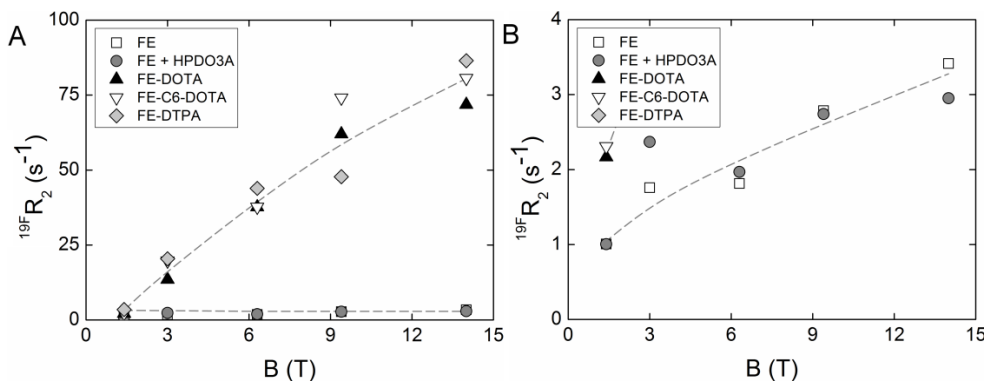 A
100
75
50
25
0
¹⁹ᶠR₂ (s⁻¹)
FE
FE + HPDO3A
FE-DOTA
FE-C6-DOTA
FE-DTPA
0 3 6 9 12 15
B (T)
B
4
3
2
1
0
¹⁹ᶠR₂ (s⁻¹)
FE
FE + HPDO3A
FE-DOTA
FE-C6-DOTA
FE-DTPA
0 3 6 9 12 15
B (T)